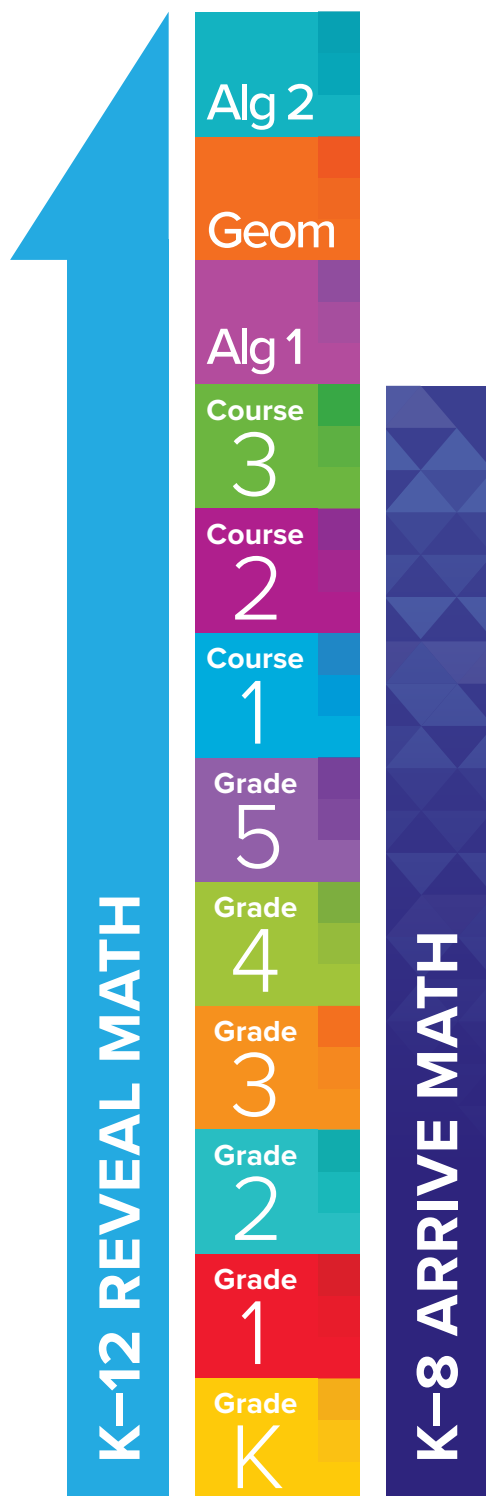 K–12 REVEAL MATH
Alg 2
Geom
Alg 1
Course
3
Course
2
Course
1
Grade
5
Grade
4
Grade
3
Grade
2
Grade
1
Grade
K
K–8 ARRIVE MATH